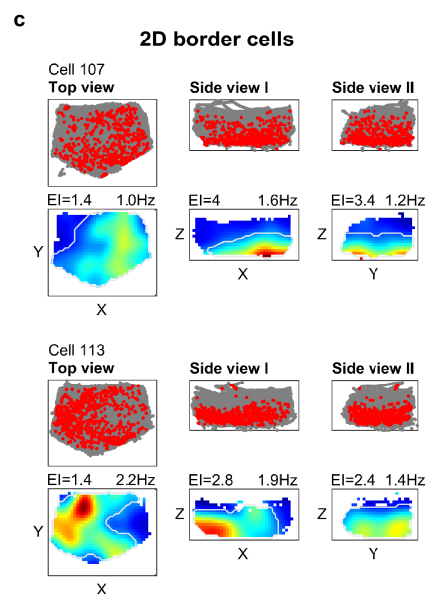 c
2D border cells
Cell 107
Top view Side view I Side view II
EI=1.4 1.0Hz EI=4 1.6Hz EI=3.4 1.2Hz
Y Z Z
X Y
X
Cell 113
Top view Side view I Side view II
EI=1.4 2.2Hz EI=2.8 1.9Hz EI=2.4 1.4Hz
Y Z Z
X Y
X